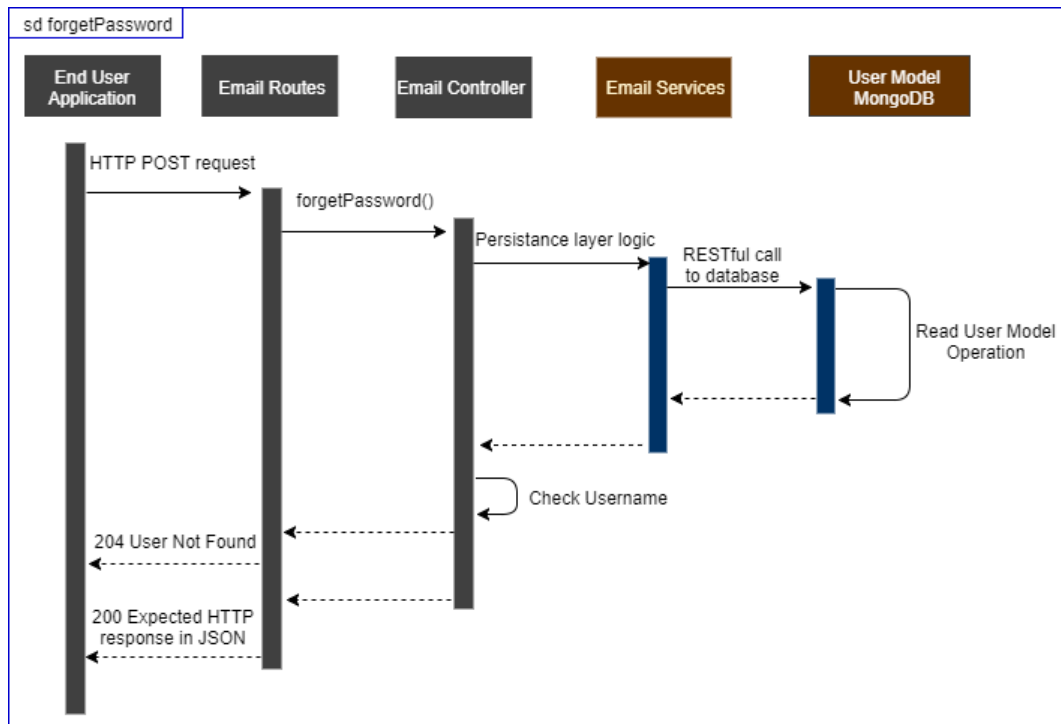 sd forgetPassword
End User
Application
Email Routes
Email Controller
Email Services
User Model
MongoDB
HTTP POST request
forgetPassword()
Persistance layer logic
RESTful call
to database
Read User Model
Operation
Check Username
204 User Not Found
200 Expected HTTP
response in JSON